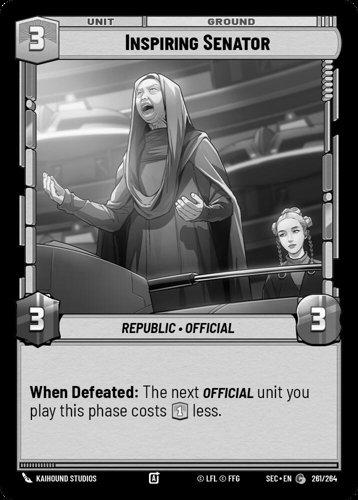 UNIT
GROUND
3
INSPIRING SENATOR
3
3
REPUBLIC • OFFICIAL
When Defeated: The next OFFICIAL unit you
play this phase costs 1 less.
KAIHOUND STUDIOS
© LFL © FFG
SEC • EN C 261/264